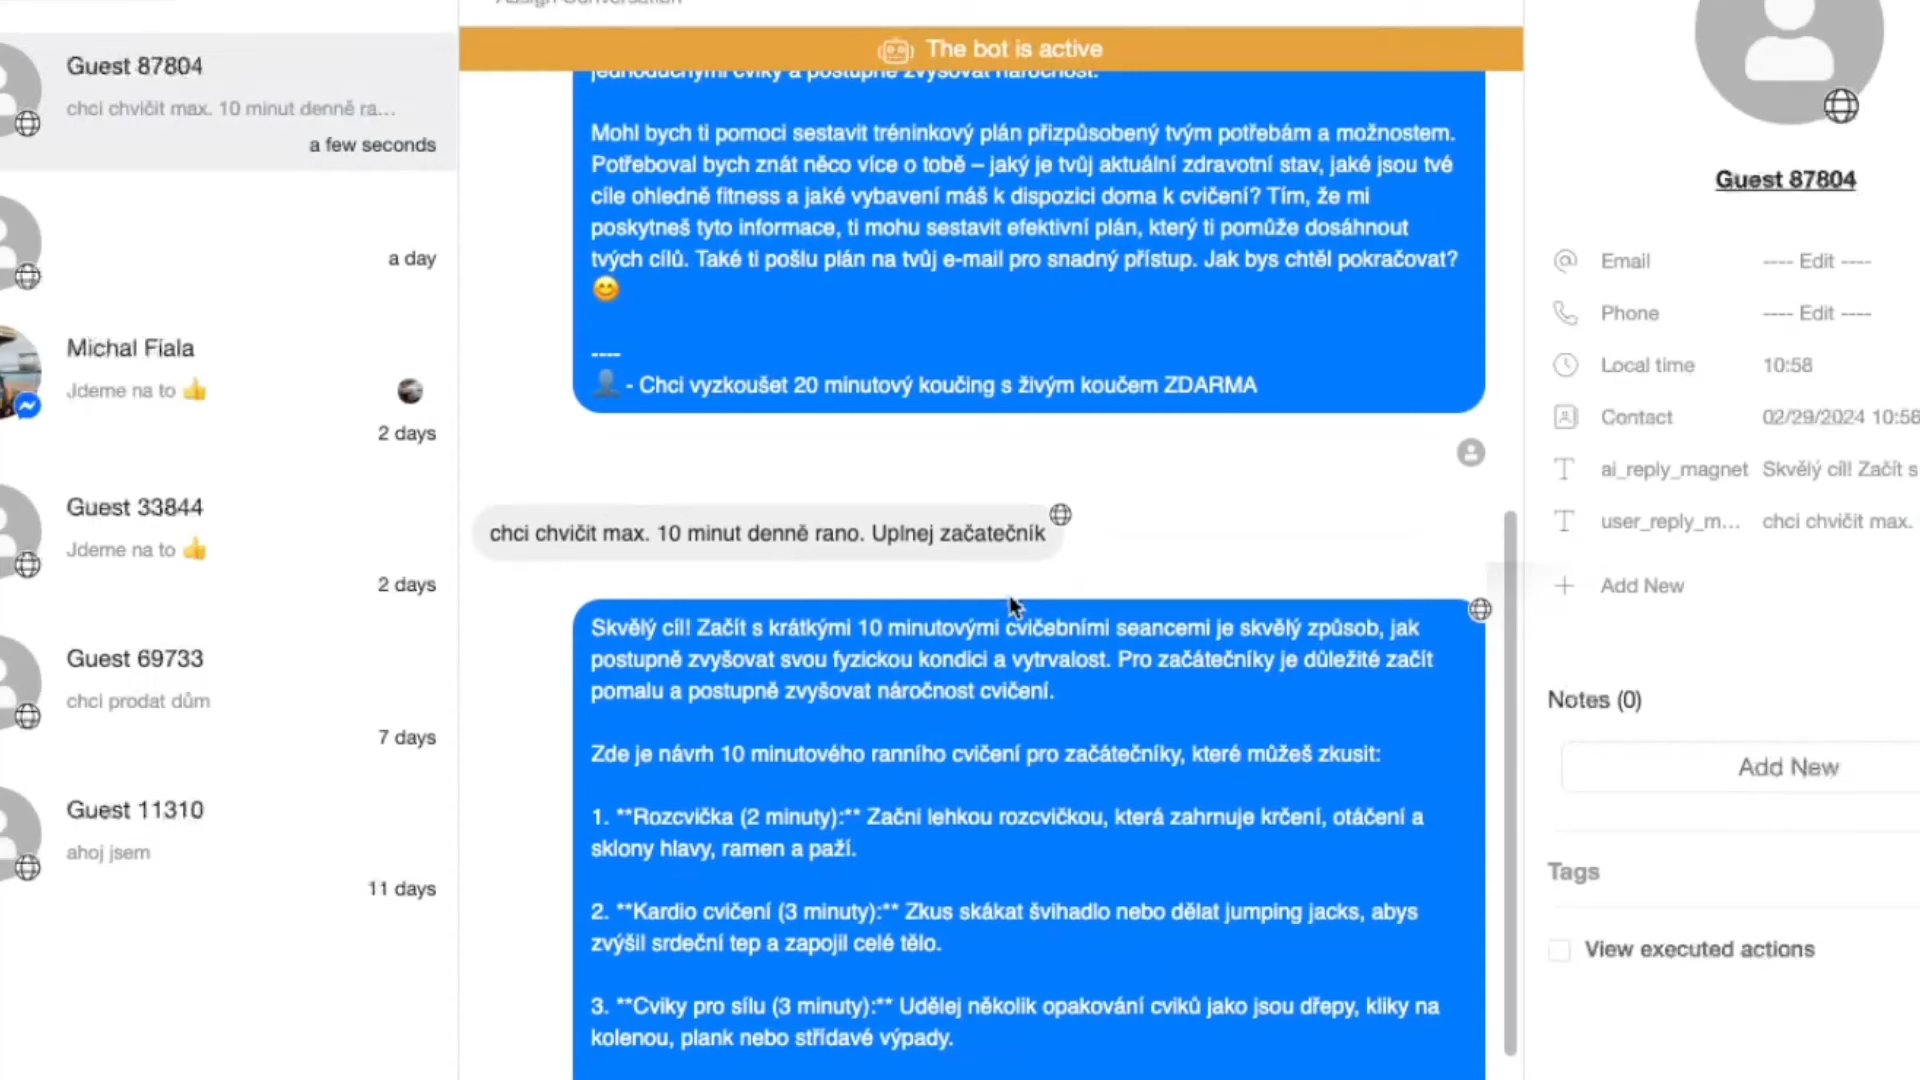 Assign Conversation
The bot is active
Guest 87804
chci chvičit max. 10 minut denně ra...
a few seconds
a day
Michal Fiala
Jdeme na to 👍
2 days
Guest 33844
Jdeme na to 👍
2 days
Guest 69733
chci prodat dům
7 days
Guest 11310
ahoj jsem
11 days
jednoduchými cviky a postupně zvyšovat náročnost.
Mohl bych ti pomoci sestavit tréninkový plán přizpůsobený tvým potřebám a možnostem.
Potřeboval bych znát něco více o tobě – jaký je tvůj aktuální zdravotní stav, jaké jsou tvé
cíle ohledně fitness a jaké vybavení máš k dispozici doma k cvičení? Tím, že mi
poskytneš tyto informace, ti mohu sestavit efektivní plán, který ti pomůže dosáhnout
tvých cílů. Také ti pošlu plán na tvůj e-mail pro snadný přístup. Jak bys chtěl pokračovat?
😊
----
👤 - Chci vyzkoušet 20 minutový koučing s živým koučem ZDARMA
chci chvičit max. 10 minut denně rano. Uplnej začatečnik
Skvělý cíl! Začít s krátkými 10 minutovými cvičebními seancemi je skvělý způsob, jak
postupně zvyšovat svou fyzickou kondici a vytrvalost. Pro začátečníky je důležité začít
pomalu a postupně zvyšovat náročnost cvičení.
Zde je návrh 10 minutového ranního cvičení pro začátečníky, které můžeš zkusit:
1. **Rozcvička (2 minuty):** Začni lehkou rozcvičkou, která zahrnuje krčení, otáčení a
sklony hlavy, ramen a paží.
2. **Kardio cvičení (3 minuty):** Zkus skákat švihadlo nebo dělat jumping jacks, abys
zvýšil srdeční tep a zapojil celé tělo.
3. **Cviky pro sílu (3 minuty):** Udělej několik opakování cviků jako jsou dřepy, kliky na
kolenou, plank nebo střídavé výpady.
Guest 87804
Email ---- Edit ----
Phone ---- Edit ----
Local time 10:58
Contact 02/29/2024 10:58
ai_reply_magnet Skvělý cíl! Začít s
user_reply_m... chci chvičit max.
Add New
Notes (0)
Add New
Tags
View executed actions